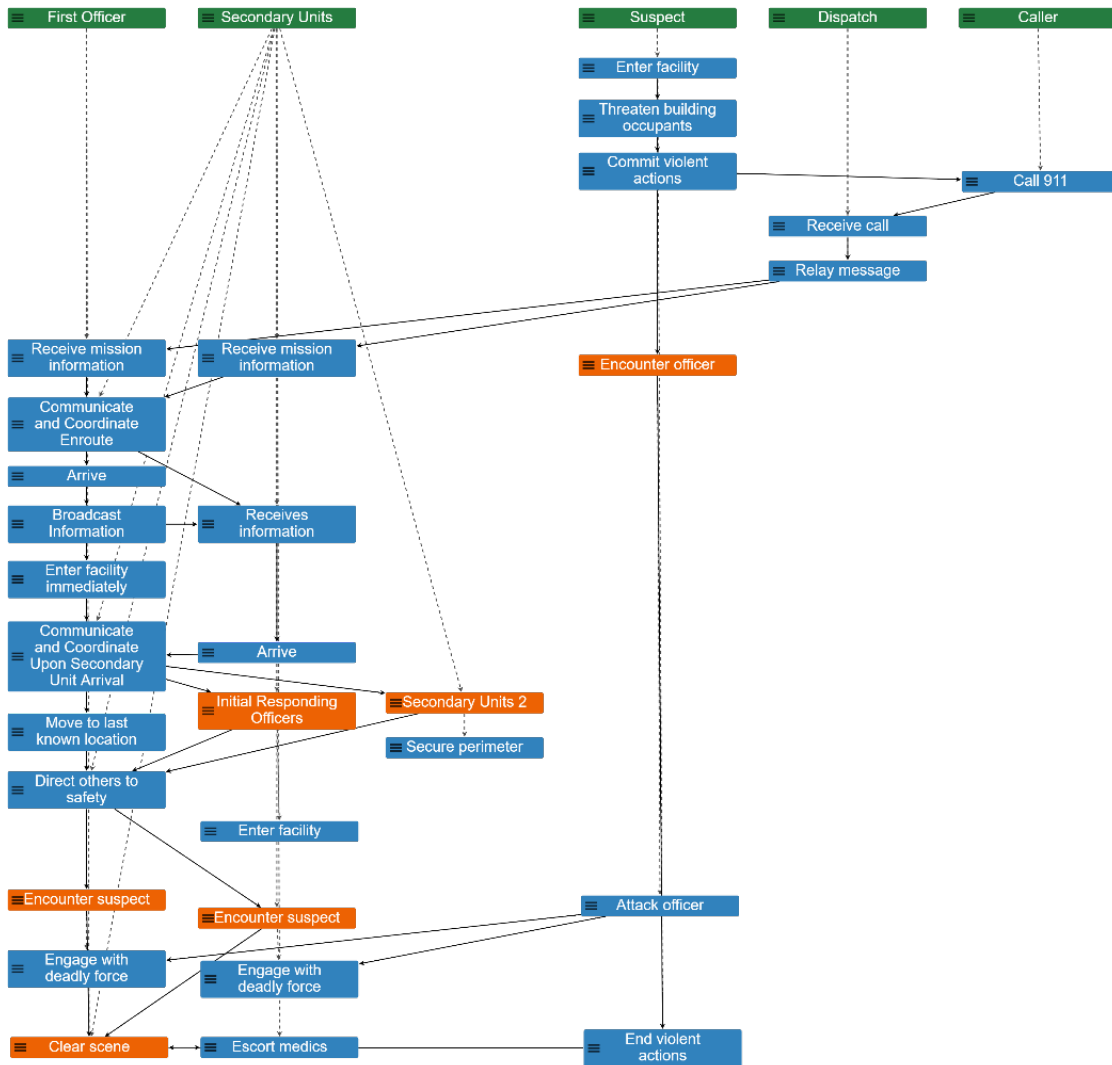 First Officer
Secondary Units
Suspect
Dispatch
Caller
Enter facility
Threaten building
occupants
Commit violent
actions
Call 911
Receive call
Relay message
Receive mission
information
Receive mission
information
Encounter officer
Communicate
and Coordinate
Enroute
Arrive
Broadcast
Information
Receives
information
Enter facility
immediately
Communicate
and Coordinate
Upon Secondary
Unit Arrival
Arrive
Initial Responding
Officers
Secondary Units 2
Move to last
known location
Secure perimeter
Direct others to
safety
Enter facility
Encounter suspect
Encounter suspect
Attack officer
Engage with
deadly force
Engage with
deadly force
Clear scene
Escort medics
End violent
actions